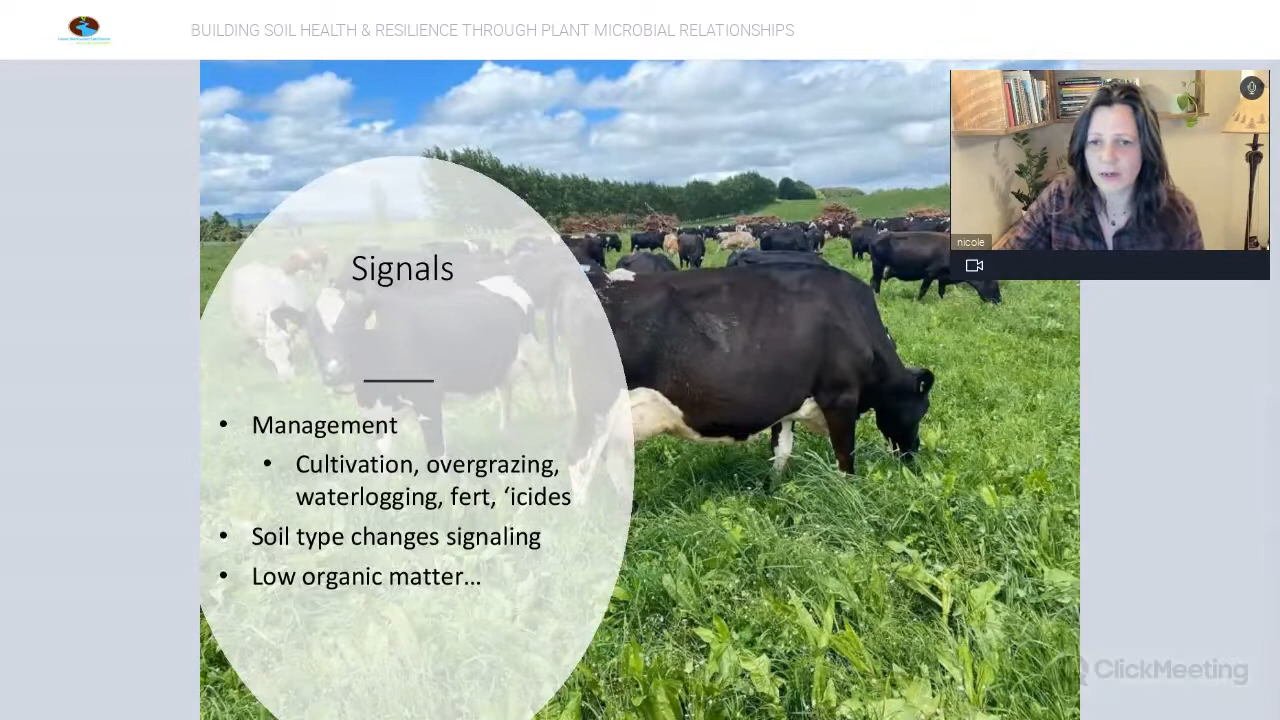 BUILDING SOIL HEALTH & RESILIENCE THROUGH PLANT MICROBIAL RELATIONSHIPS
nicole
Signals
• Management
• Cultivation, overgrazing,
waterlogging, fert, ‘icides
• Soil type changes signaling
• Low organic matter…
ClickMeeting